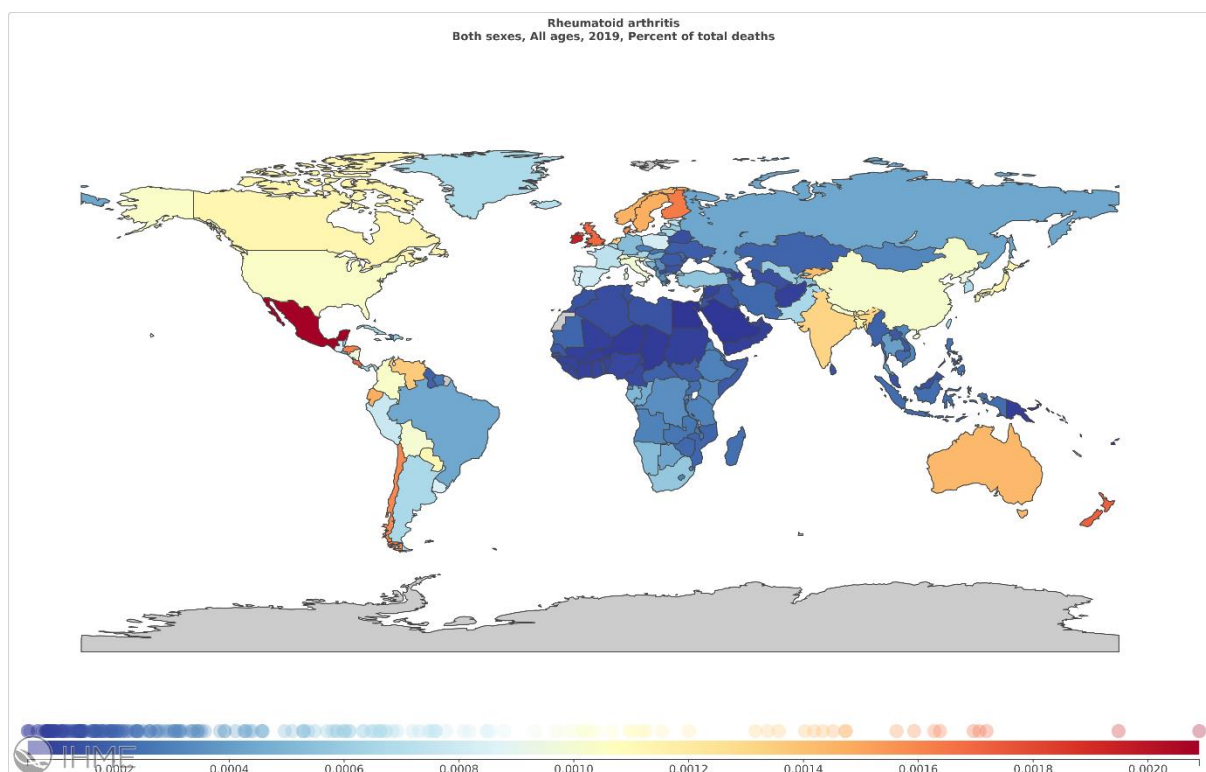 Rheumatoid arthritis
Both sexes, All ages, 2019, Percent of total deaths
IHME
0.0002 0.0004 0.0006 0.0008 0.0010 0.0012 0.0014 0.0016 0.0018 0.0020